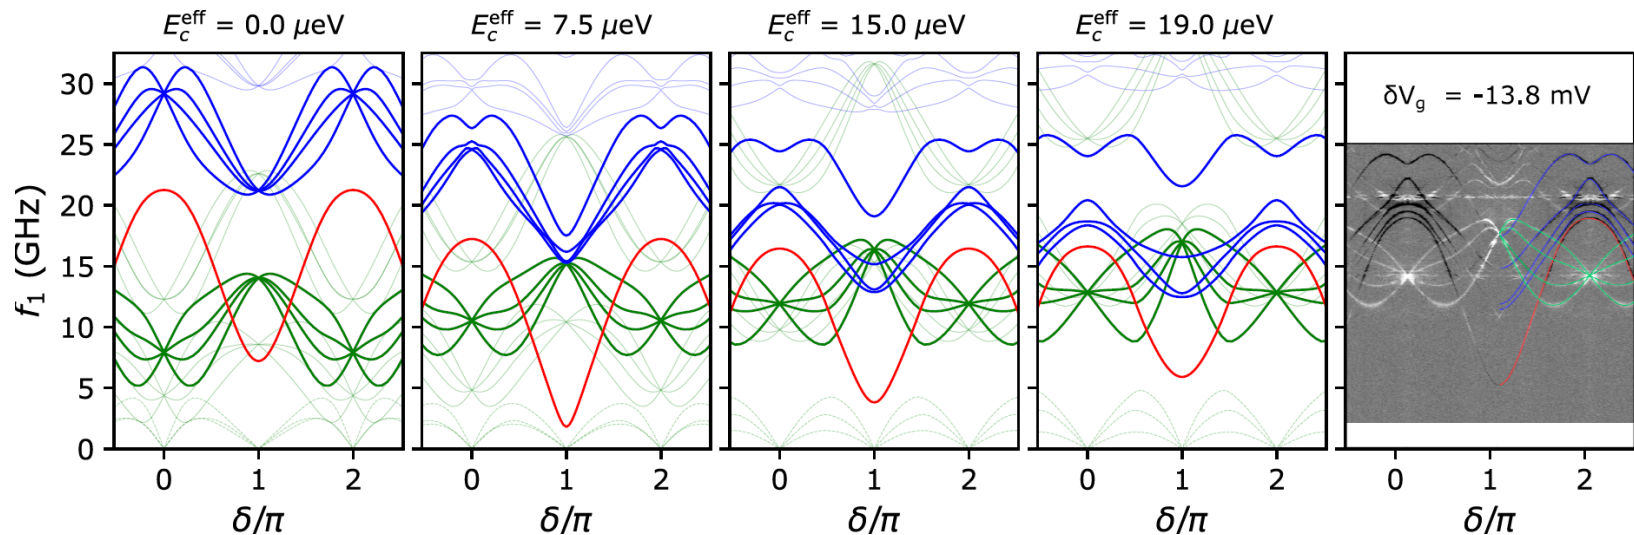 E_c^eff = 0.0 μeV
E_c^eff = 7.5 μeV
E_c^eff = 15.0 μeV
E_c^eff = 19.0 μeV
δV_g = -13.8 mV
f_1 (GHz)
30
25
20
15
10
5
0
0 1 2
0 1 2
0 1 2
0 1 2
0 1 2
δ/π
δ/π
δ/π
δ/π
δ/π